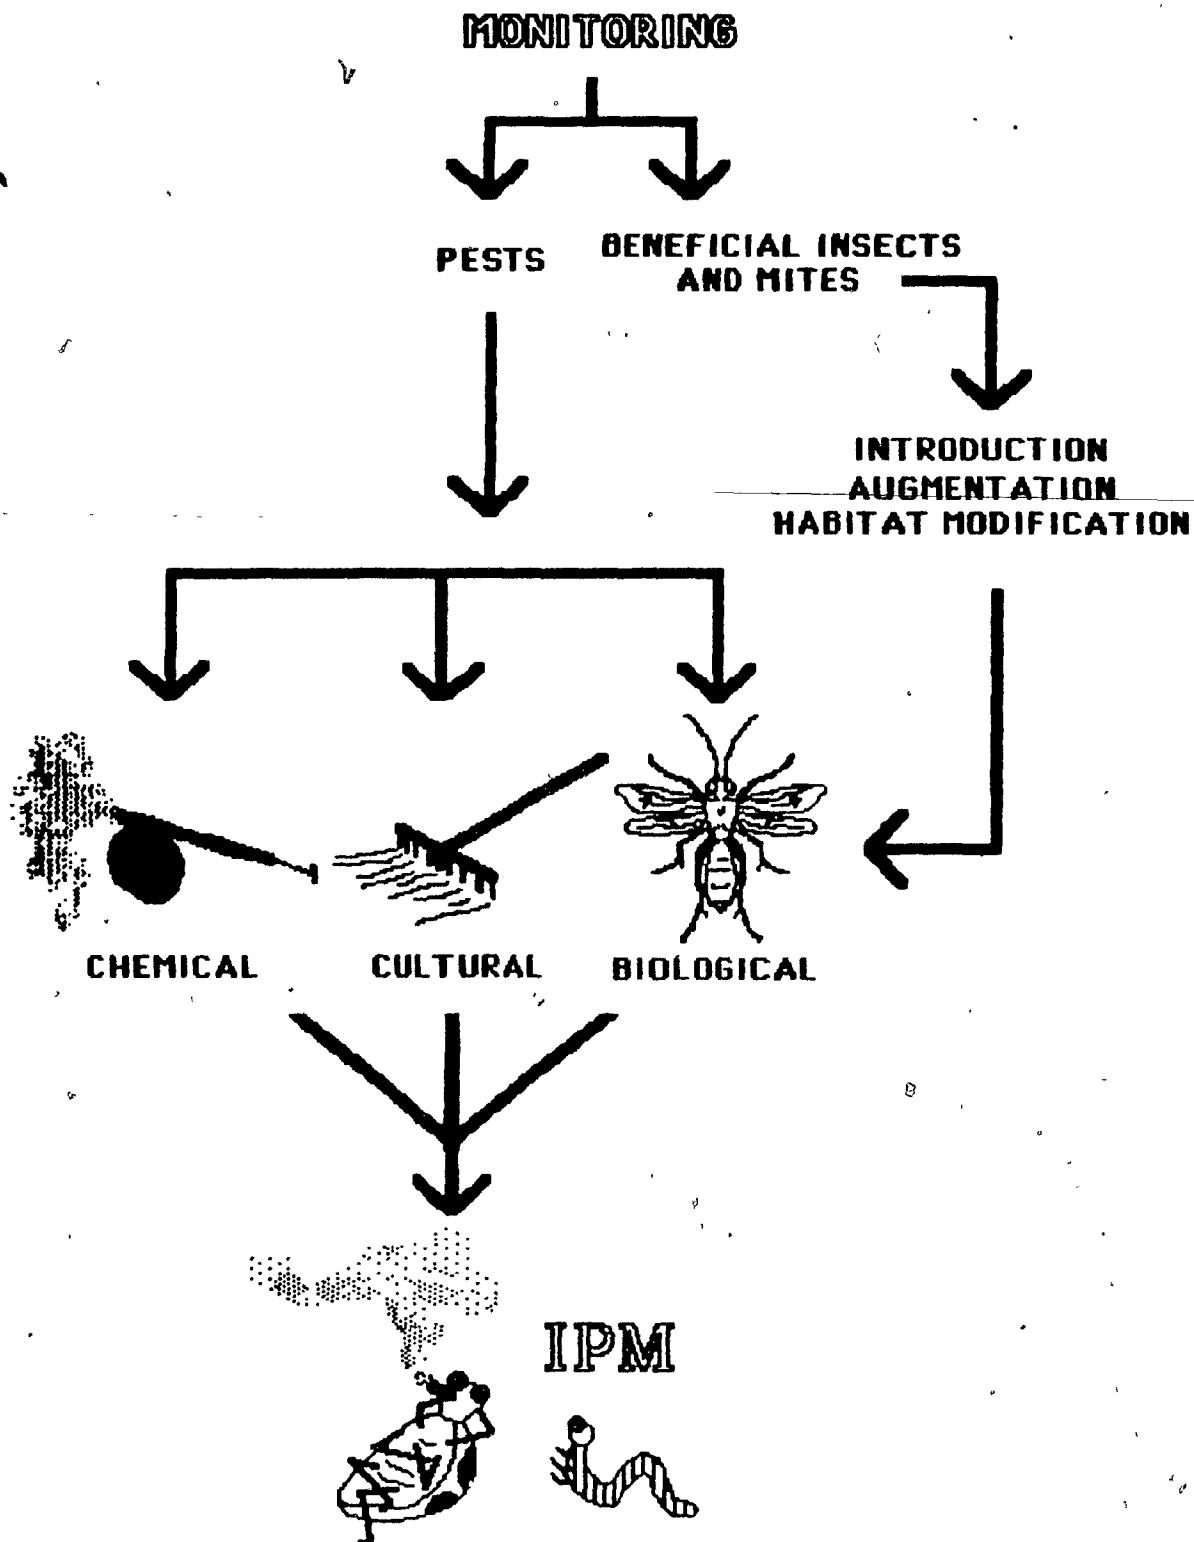 MONITORING
PESTS
BENEFICIAL INSECTS
AND MITES
INTRODUCTION
AUGMENTATION
HABITAT MODIFICATION
CHEMICAL
CULTURAL
BIOLOGICAL
IPM